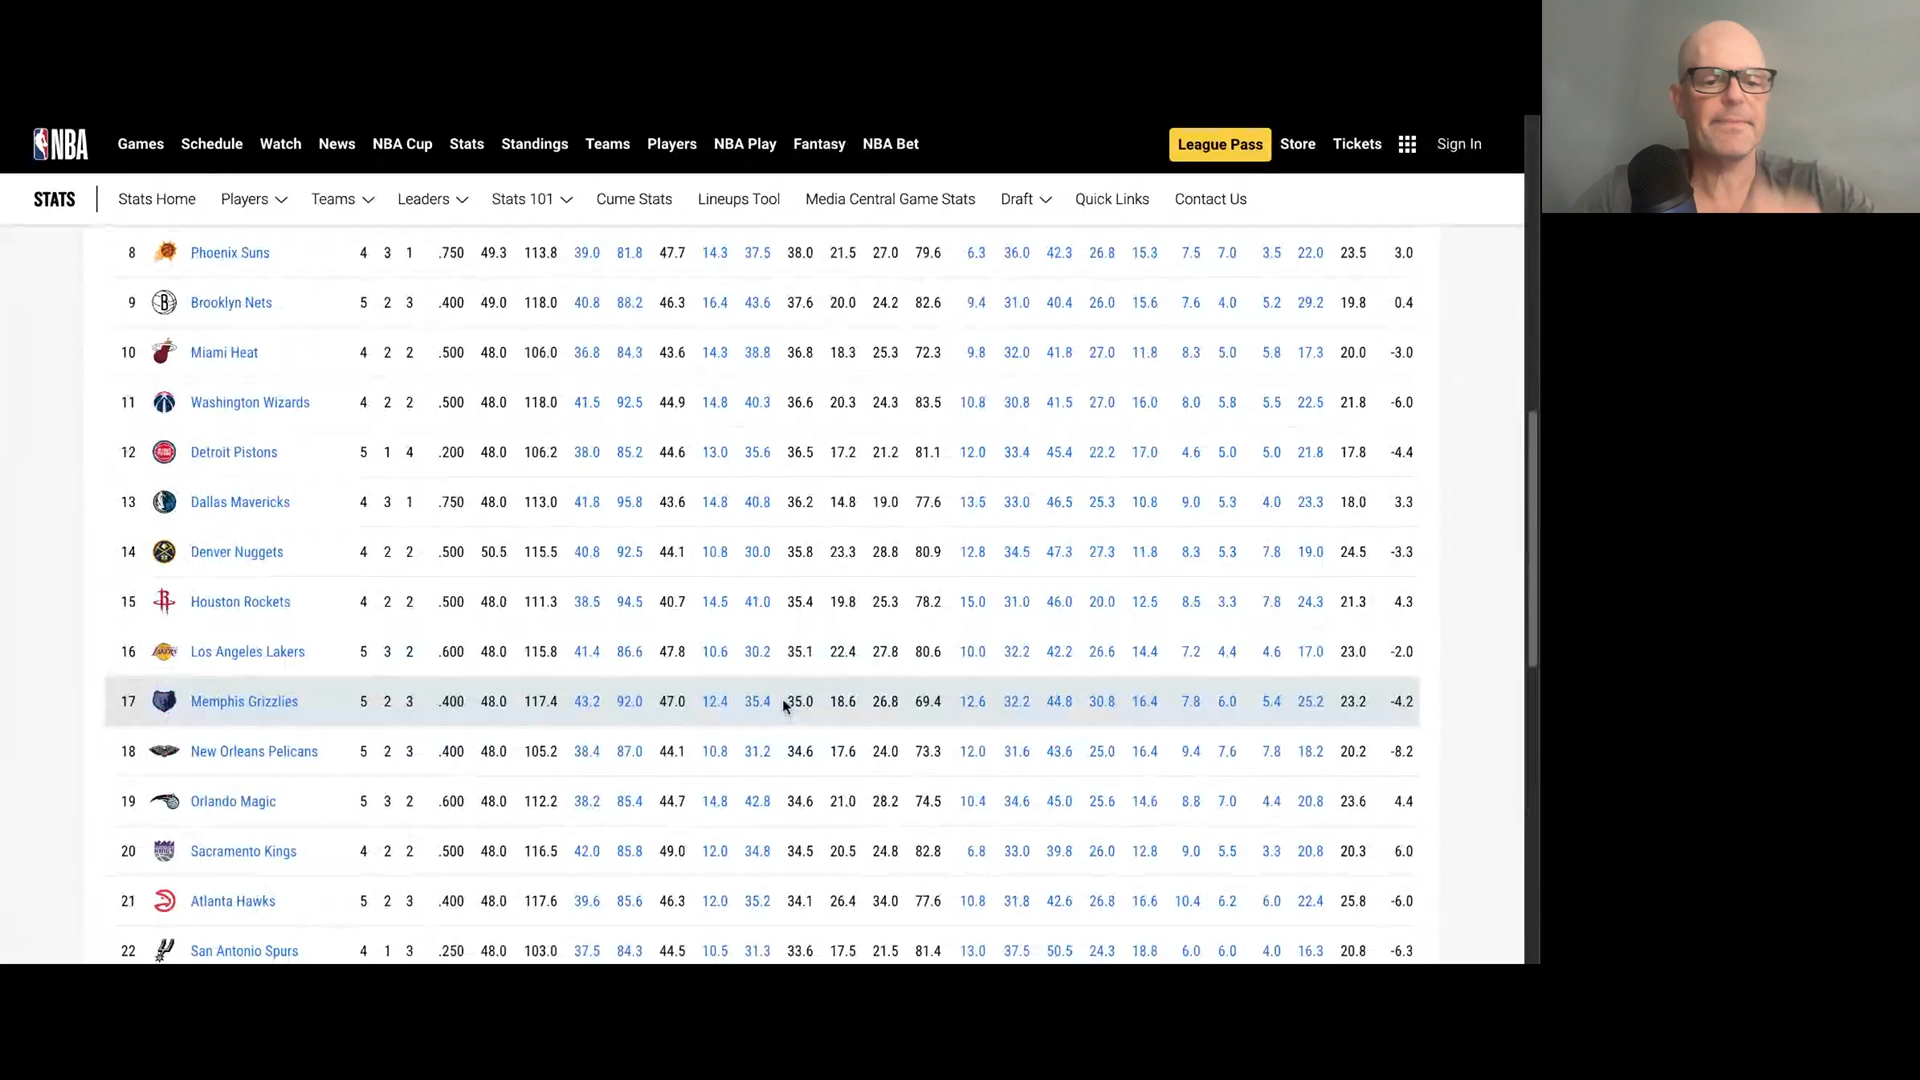 NBA Games Schedule Watch News NBA Cup Stats Standings Teams Players NBA Play Fantasy NBA Bet League Pass Store Tickets Sign In
STATS Stats Home Players Teams Leaders Stats 101 Cume Stats Lineups Tool Media Central Game Stats Draft Quick Links Contact Us
8 Phoenix Suns 4 3 1 .750 49.3 113.8 39.0 81.8 47.7 14.3 37.5 38.0 21.5 27.0 79.6 6.3 36.0 42.3 26.8 15.3 7.5 7.0 3.5 22.0 23.5 3.0
9 Brooklyn Nets 5 2 3 .400 49.0 118.0 40.8 88.2 46.3 16.4 43.6 37.6 20.0 24.2 82.6 9.4 31.0 40.4 26.0 15.6 7.6 4.0 5.2 29.2 19.8 0.4
10 Miami Heat 4 2 2 .500 48.0 106.0 36.8 84.3 43.6 14.3 38.8 36.8 18.3 25.3 72.3 9.8 32.0 41.8 27.0 11.8 8.3 5.0 5.8 17.3 20.0 -3.0
11 Washington Wizards 4 2 2 .500 48.0 118.0 41.5 92.5 44.9 14.8 40.3 36.6 20.3 24.3 83.5 10.8 30.8 41.5 27.0 16.0 8.0 5.8 5.5 22.5 21.8 -6.0
12 Detroit Pistons 5 1 4 .200 48.0 106.2 38.0 85.2 44.6 13.0 35.6 36.5 17.2 21.2 81.1 12.0 33.4 45.4 22.2 17.0 4.6 5.0 5.0 21.8 17.8 -4.4
13 Dallas Mavericks 4 3 1 .750 48.0 113.0 41.8 95.8 43.6 14.8 40.8 36.2 14.8 19.0 77.6 13.5 33.0 46.5 25.3 10.8 9.0 5.3 4.0 23.3 18.0 3.3
14 Denver Nuggets 4 2 2 .500 50.5 115.5 40.8 92.5 44.1 10.8 30.0 35.8 23.3 28.8 80.9 12.8 34.5 47.3 27.3 11.8 8.3 5.3 7.8 19.0 24.5 -3.3
15 Houston Rockets 4 2 2 .500 48.0 111.3 38.5 94.5 40.7 14.5 41.0 35.4 19.8 25.3 78.2 15.0 31.0 46.0 20.0 12.5 8.5 3.3 7.8 24.3 21.3 4.3
16 Los Angeles Lakers 5 3 2 .600 48.0 115.8 41.4 86.6 47.8 10.6 30.2 35.1 22.4 27.8 80.6 10.0 32.2 42.2 26.6 14.4 7.2 4.4 4.6 17.0 23.0 -2.0
17 Memphis Grizzlies 5 2 3 .400 48.0 117.4 43.2 92.0 47.0 12.4 35.4 35.0 18.6 26.8 69.4 12.6 32.2 44.8 30.8 16.4 7.8 6.0 5.4 25.2 23.2 -4.2
18 New Orleans Pelicans 5 2 3 .400 48.0 105.2 38.4 87.0 44.1 10.8 31.2 34.6 17.6 24.0 73.3 12.0 31.6 43.6 25.0 16.4 9.4 7.6 7.8 18.2 20.2 -8.2
19 Orlando Magic 5 3 2 .600 48.0 112.2 38.2 85.4 44.7 14.8 42.8 34.6 21.0 28.2 74.5 10.4 34.6 45.0 25.6 14.6 8.8 7.0 4.4 20.8 23.6 4.4
20 Sacramento Kings 4 2 2 .500 48.0 116.5 42.0 85.8 49.0 12.0 34.8 34.5 20.5 24.8 82.8 6.8 33.0 39.8 26.0 12.8 9.0 5.5 3.3 20.8 20.3 6.0
21 Atlanta Hawks 5 2 3 .400 48.0 117.6 39.6 85.6 46.3 12.0 35.2 34.1 26.4 34.0 77.6 10.8 31.8 42.6 26.8 16.6 10.4 6.2 6.0 22.4 25.8 -6.0
22 San Antonio Spurs 4 1 3 .250 48.0 103.0 37.5 84.3 44.5 10.5 31.3 33.6 17.5 21.5 81.4 13.0 37.5 50.5 24.3 18.8 6.0 6.0 4.0 16.3 20.8 -6.3